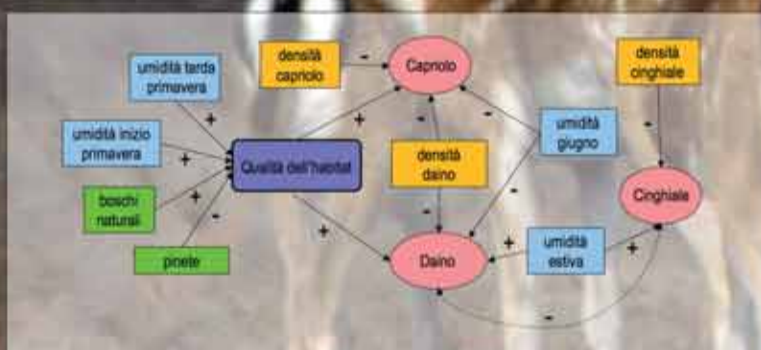 densità
capriolo
-
Capriolo
densità
cinghiale
umidità tarda
primavera
+
+
-
-
-
umidità inizio
primavera
+
umidità
giugno
Qualità dell'habitat
densità
daino
boschi
naturali
+
-
-
-
Cinghiale
+
pinete
Daino
+
umidità
estiva
+
-